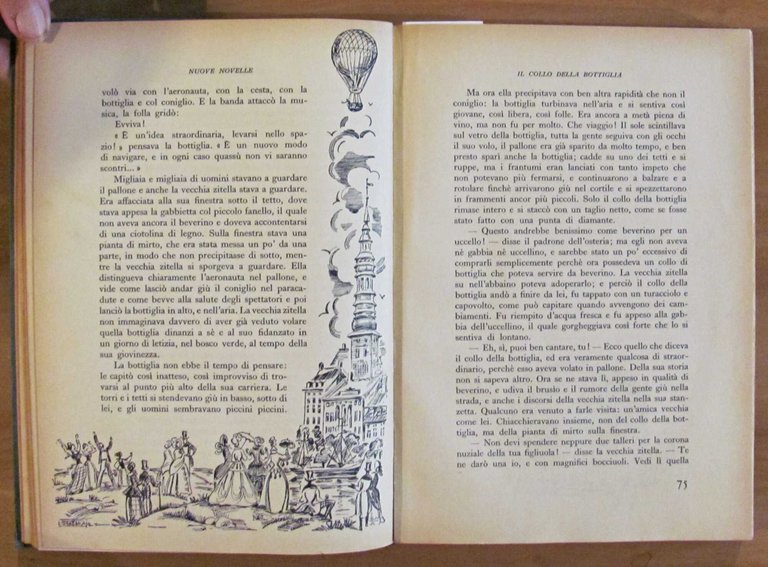 NUOVE NOVELLE
volò via con l'aeronauta, con la cesta, con la
bottiglia e col coniglio. E la banda attaccò la mu-
sica, la folla gridò:
Evviva!
« È un'idea straordinaria, levarsi nello spa-
zio! » pensava la bottiglia. « È un nuovo modo
di navigare, e in ogni caso quassù non vi saranno
scontri... »
Migliaia e migliaia di uomini stavano a guardare
il pallone e anche la vecchia zitella stava a guardare.
Era affacciata alla sua finestra sotto il tetto, dove
stava appesa la gabbietta col piccolo fanello, il quale
non aveva ancora il beverino e doveva accontentarsi
di una ciotolina di legno. Sulla finestra stava una
pianta di mirto, che era stata messa un po' da una
parte, in modo che non precipitasse di sotto, men-
tre la vecchia zitella si sporgeva a guardare. Ella
distingueva chiaramente l'aeronauta nel pallone, e
vide come lasciò andar giù il coniglio nel paraca-
dute e come bevve alla salute degli spettatori e poi
lanciò la bottiglia in alto, e nell'aria. La vecchia zitella
non immaginava davvero di aver già veduto volare
quella bottiglia dinanzi a sè e al suo fidanzato in
un giorno di letizia, nel bosco verde, al tempo della
sua giovinezza.
La bottiglia non ebbe il tempo di pensare:
le capitò così inatteso, così improvviso di tro-
varsi al punto più alto della sua carriera. Le
torri e i tetti si stendevano giù in basso, sotto di
lei, e gli uomini sembravano piccini piccini.
IL COLLO DELLA BOTTIGLIA
Ma ora ella precipitava con ben altra rapidità che non il
coniglio: la bottiglia turbinava nell'aria e si sentiva così
giovane, così libera, così folle. Era ancora a metà piena di
vino, ma non fu per molto. Che viaggio! Il sole scintillava
sul vetro della bottiglia, tutta la gente seguiva con gli occhi
il suo volo, il pallone era già sparito da molto tempo, e ben
presto sparì anche la bottiglia; cadde su uno dei tetti e si
ruppe, ma i frantumi eran lanciati con tanto impeto che
non potevano più fermarsi, e continuarono a balzare e a
rotolare finchè arrivarono giù nel cortile e si spezzettarono
in frammenti ancor più piccoli. Solo il collo della bottiglia
rimase intero e si staccò con un taglio netto, come se fosse
stato fatto con una punta di diamante.
— Questo andrebbe benissimo come beverino per un
uccello! — disse il padrone dell'osteria; ma egli non aveva
nè gabbia nè uccellino, e sarebbe stato un po' eccessivo di
comprarli semplicemente perchè ora possedeva un collo di
bottiglia che poteva servire da beverino. La vecchia zitella
su nell'abbaino poteva adoperarlo; e perciò il collo della
bottiglia andò a finire da lei, fu tappato con un turacciolo e
capovolto, come può capitare quando avvengono dei cam-
biamenti. Fu riempito d'acqua fresca e fu appeso alla gab-
bia dell'uccellino, il quale gorgheggiava così forte che lo si
sentiva di lontano.
— Eh, sì, puoi ben cantare, tu! — Ecco quello che diceva
il collo della bottiglia, ed era veramente qualcosa di straor-
dinario, perchè esso aveva volato in pallone. Della sua storia
non si sapeva altro. Ora se ne stava lì, appeso in qualità di
beverino, e udiva il brusìo e il rumore della gente giù nella
strada, e anche i discorsi della vecchia zitella nella sua stan-
zetta. Qualcuno era venuto a farle visita: un'amica vecchia
come lei. Chiacchieravano insieme, non del collo della bot-
tiglia, ma della pianta di mirto sulla finestra.
— Non devi spendere neppure due talleri per la corona
nuziale della tua figliuola! — disse la vecchia zitella. — Te
ne darò una io, e con magnifici bocciuoli. Vedi lì quella
75